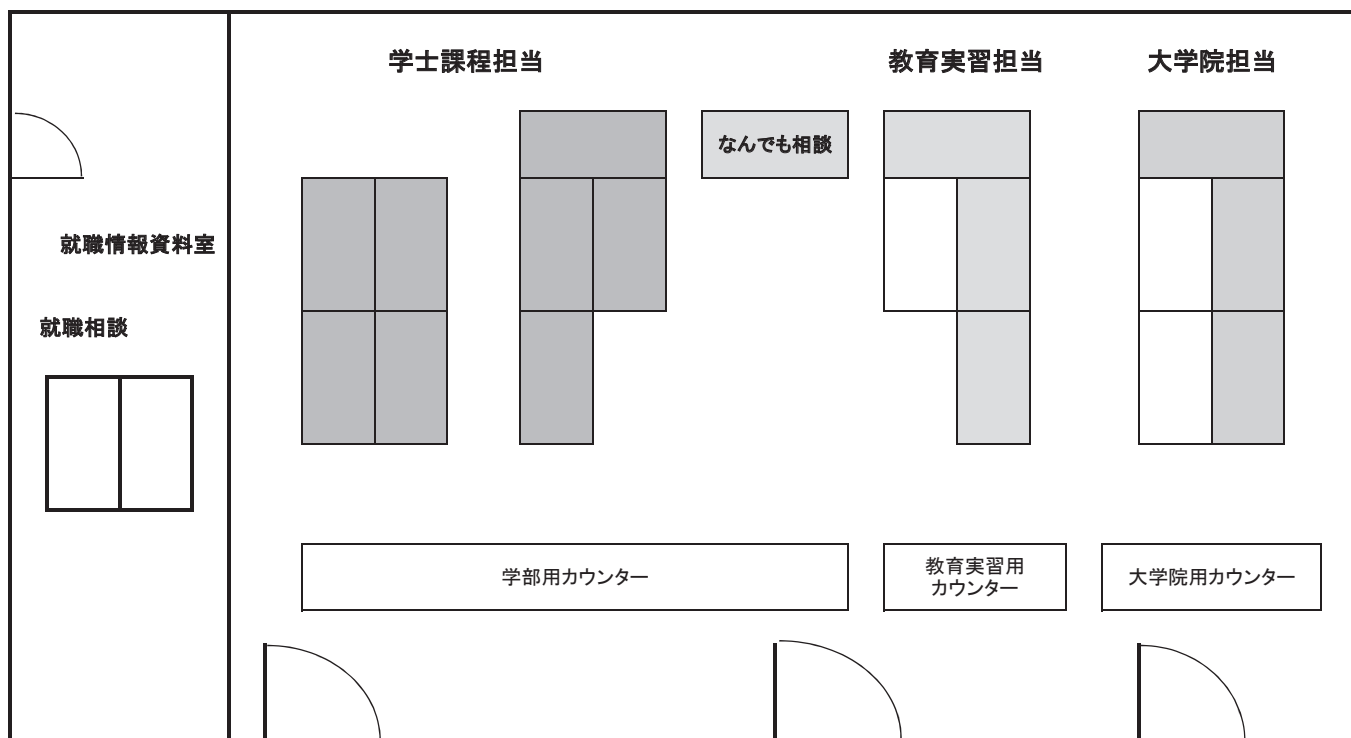 学士課程担当
教育実習担当
大学院担当
なんでも相談
就職情報資料室
就職相談
学部用カウンター
教育実習用
カウンター
大学院用カウンター